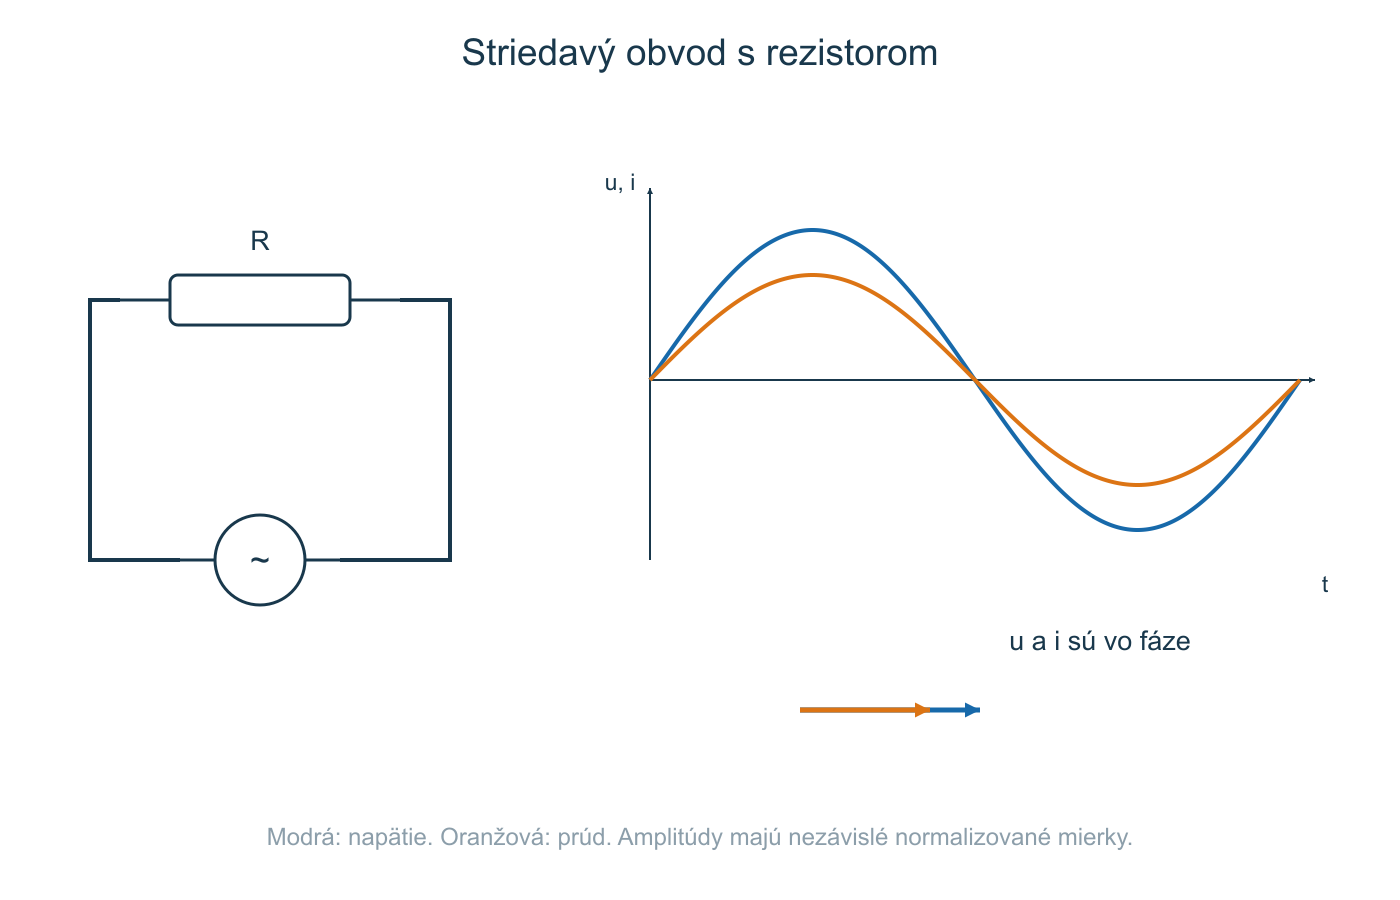 Striedavý obvod s rezistorom
u, i
R
~
t
u a i sú vo fáze
Modrá: napätie. Oranžová: prúd. Amplitúdy majú nezávislé normalizované mierky.